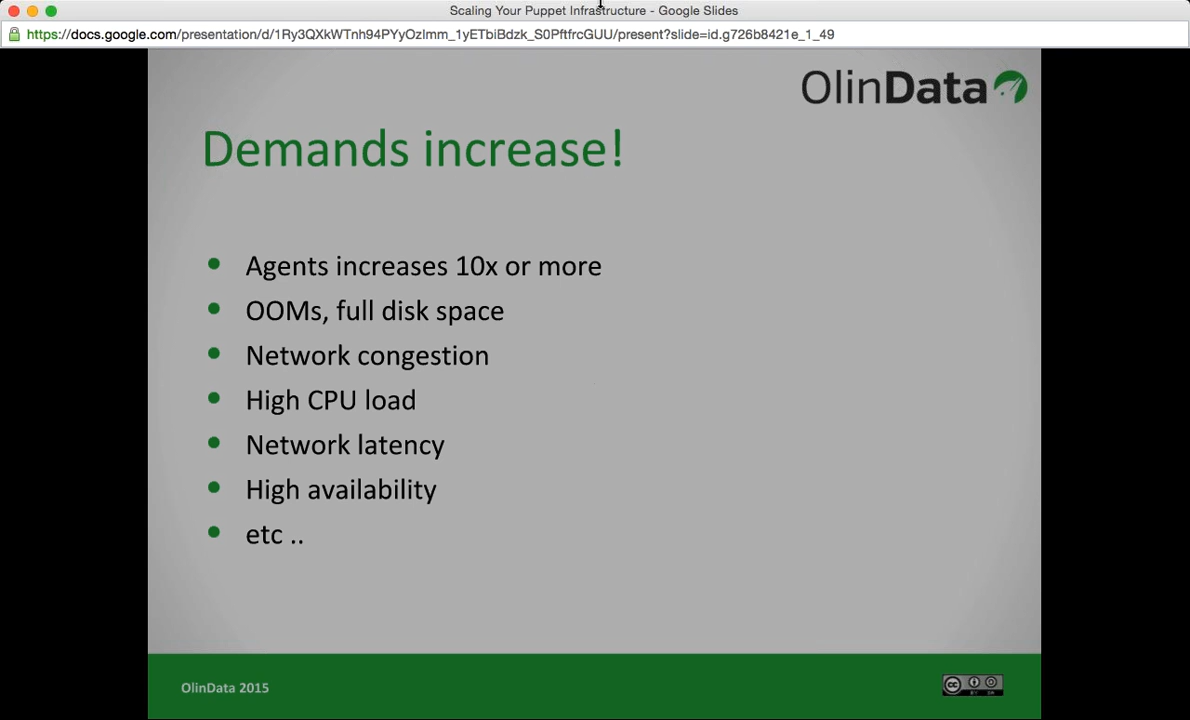 Scaling Your Puppet Infrastructure - Google Slides
https://docs.google.com/presentation/d/1Ry3QXkWTnh94PYyOzImm_1yETbiBdzk_S0PftfrcGUU/present?slide=id.g726b8421e_1_49
OlinData
Demands increase!
• Agents increases 10x or more
• OOMs, full disk space
• Network congestion
• High CPU load
• Network latency
• High availability
• etc ..
OlinData 2015
cc